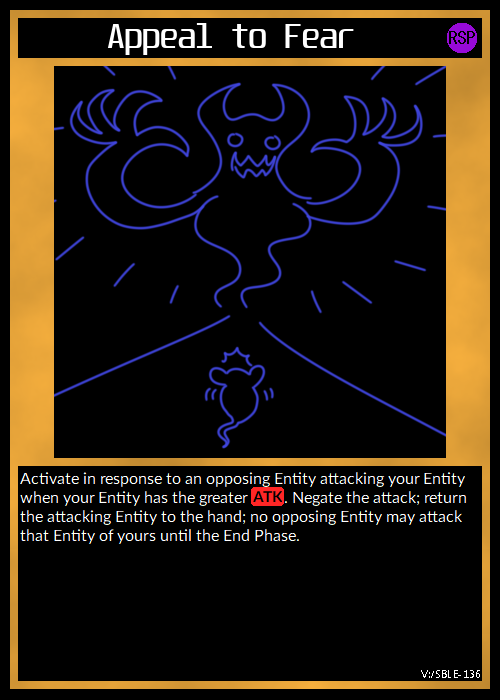 Appeal to Fear
RSP
Activate in response to an opposing Entity attacking your Entity
when your Entity has the greater ATK. Negate the attack; return
the attacking Entity to the hand; no opposing Entity may attack
that Entity of yours until the End Phase.
V:/SBLE-136